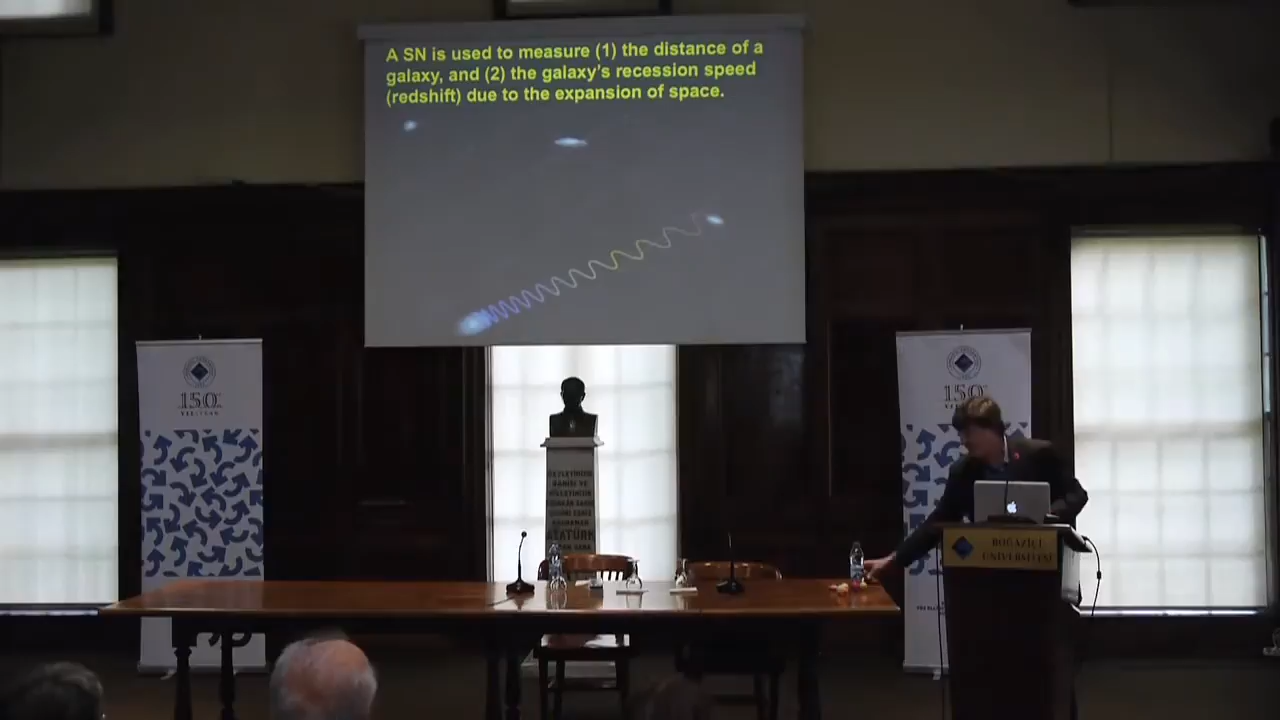 A SN is used to measure (1) the distance of a
galaxy, and (2) the galaxy's recession speed
(redshift) due to the expansion of space.
150
150
ATATÜRK
BOĞAZİÇİ
ÜNİVERSİTESİ